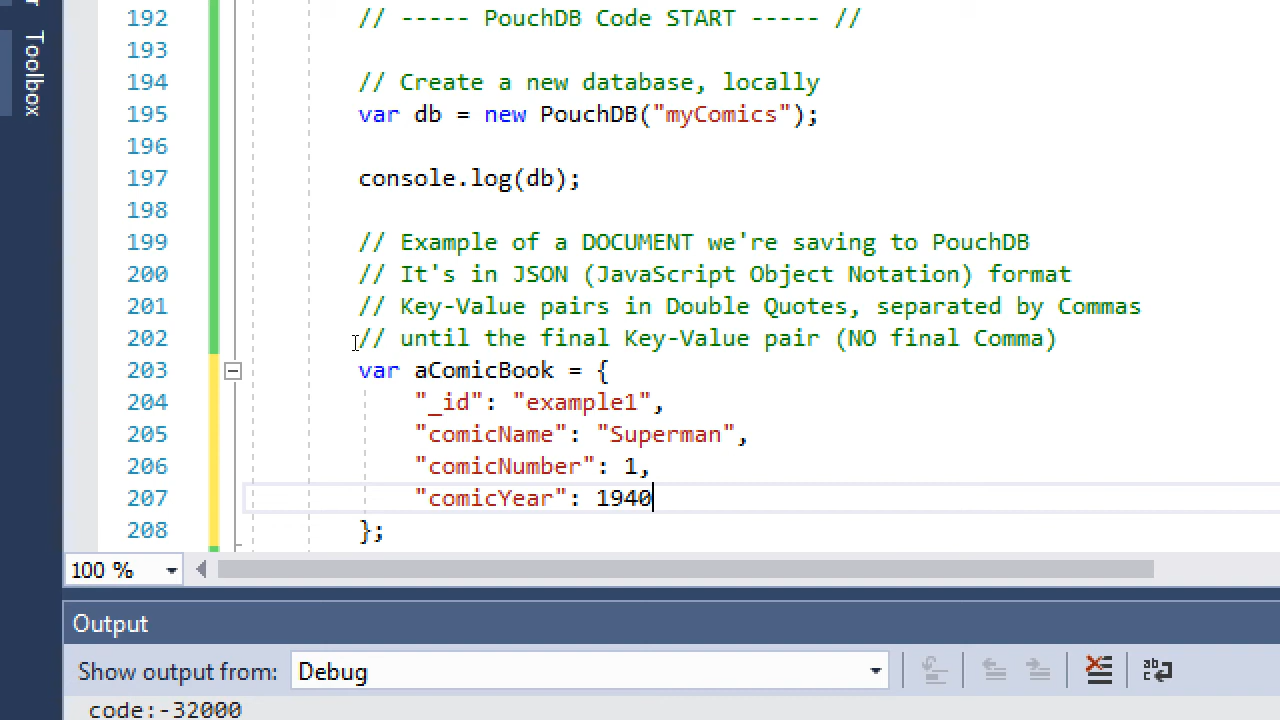 Toolbox
192 // ----- PouchDB Code START ----- //
193
194 // Create a new database, locally
195 var db = new PouchDB("myComics");
196
197 console.log(db);
198
199 // Example of a DOCUMENT we're saving to PouchDB
200 // It's in JSON (JavaScript Object Notation) format
201 // Key-Value pairs in Double Quotes, separated by Commas
202 // until the final Key-Value pair (NO final Comma)
203 var aComicBook = {
204 "_id": "example1",
205 "comicName": "Superman",
206 "comicNumber": 1,
207 "comicYear": 1940
208 };
100 %
Output
Show output from: Debug
code:-32000